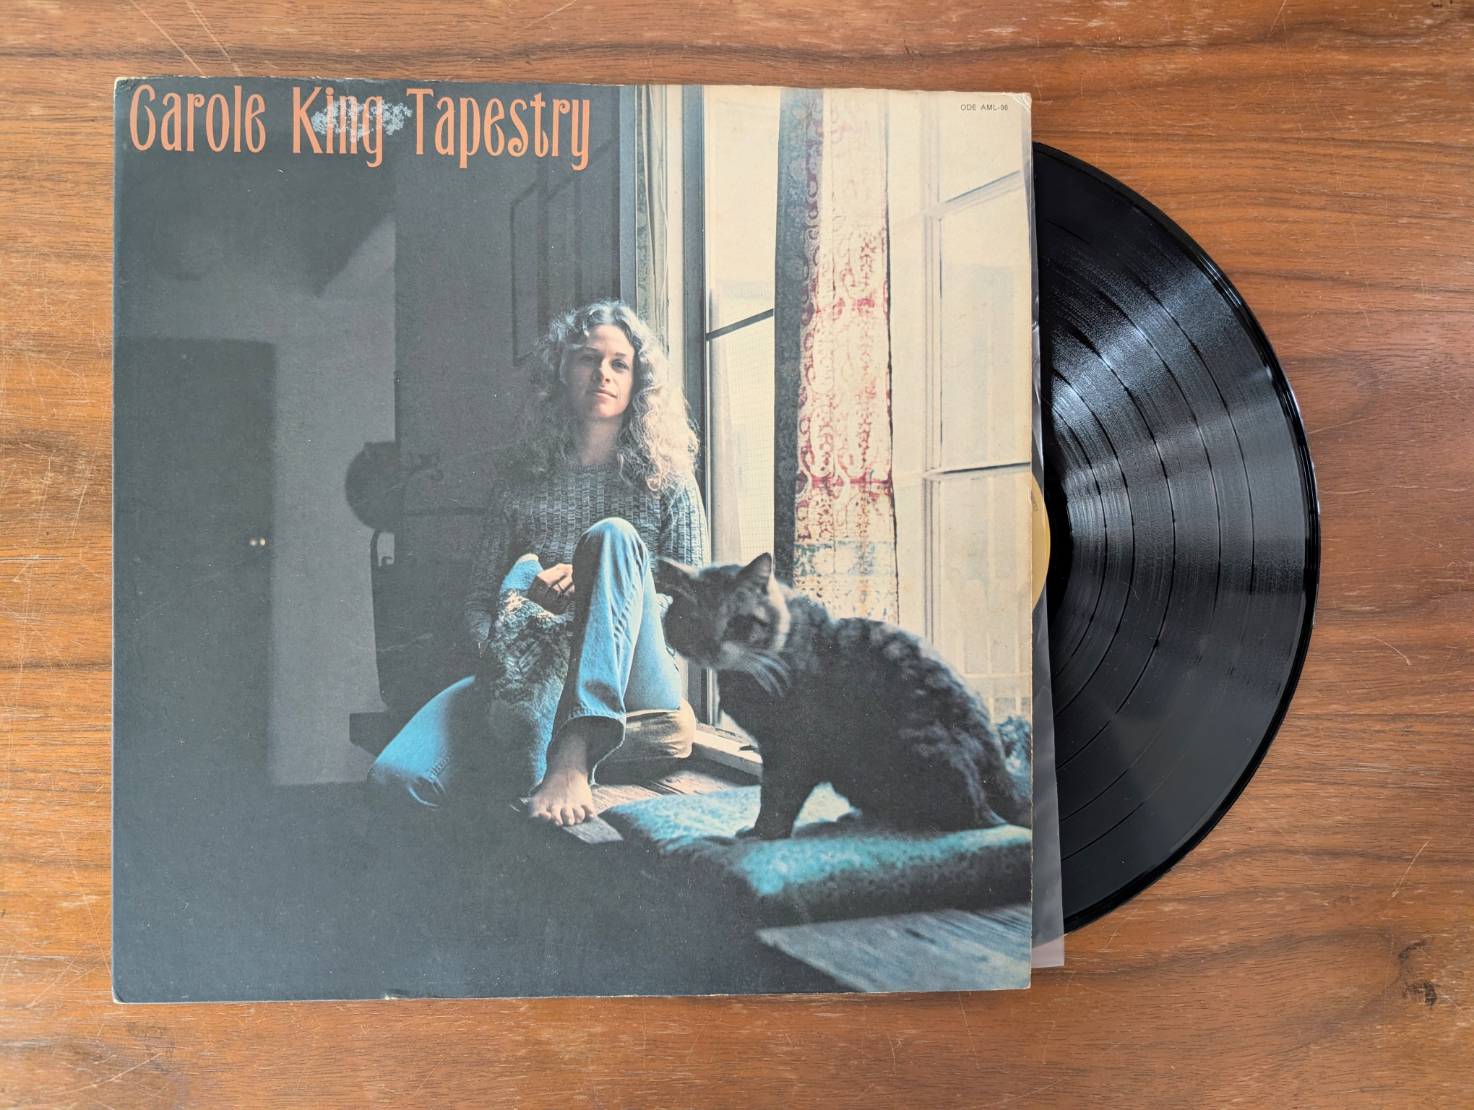 Carole King Tapestry
ODE AML-96